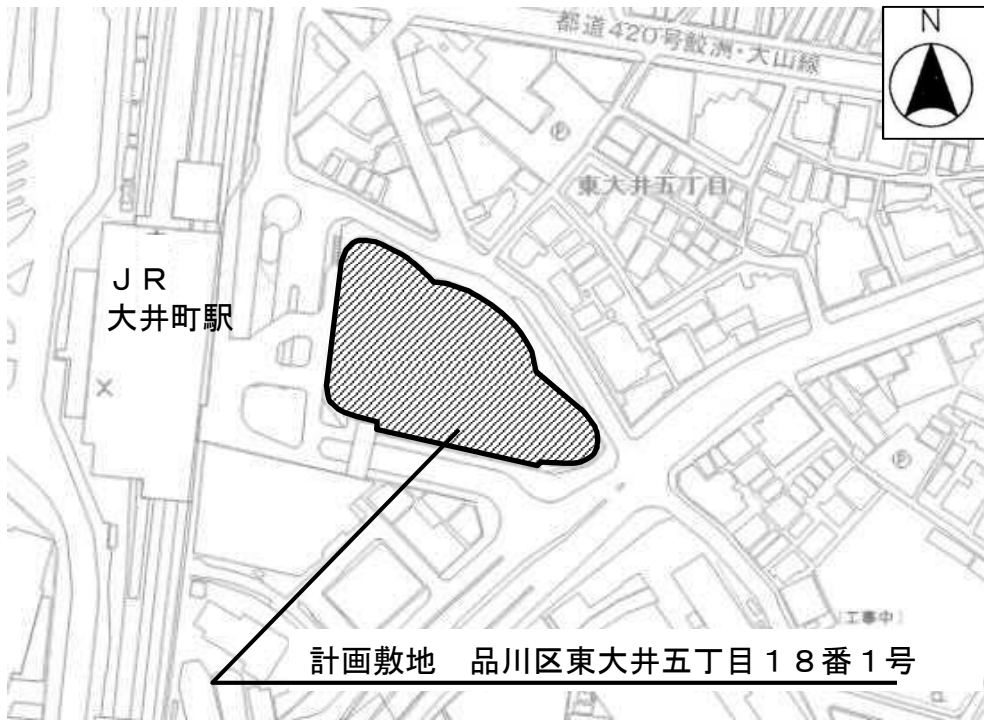 都道420号鮫洲・大山線
N
P
東大井五丁目
ＪＲ
大井町駅
P
(工事中)
計画敷地　品川区東大井五丁目１８番１号